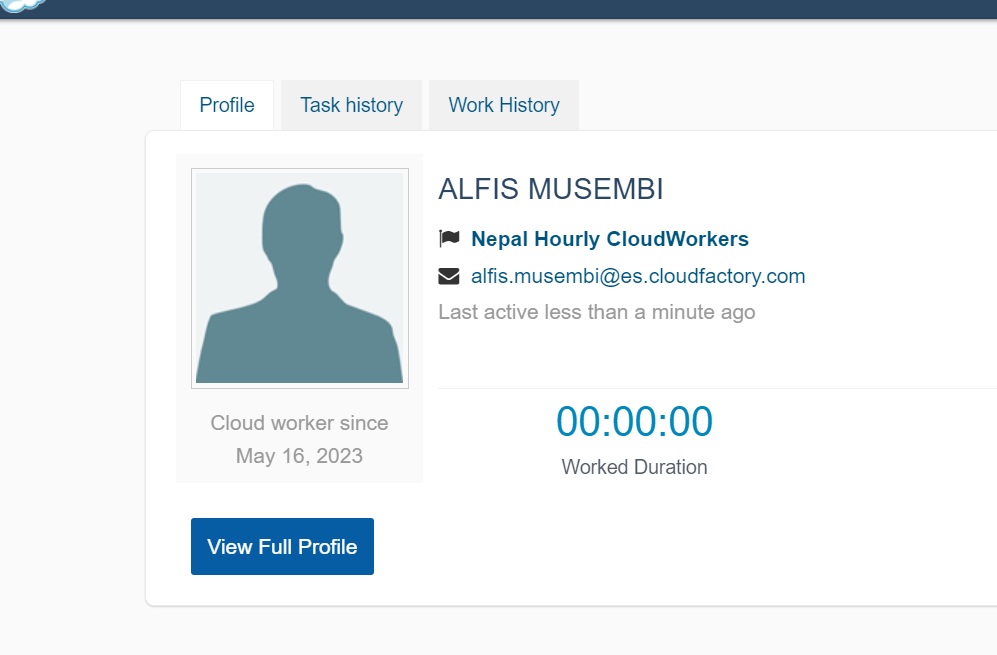 Profile
Task history
Work History
ALFIS MUSEMBI
Nepal Hourly CloudWorkers
alfis.musembi@es.cloudfactory.com
Last active less than a minute ago
Cloud worker since
May 16, 2023
00:00:00
Worked Duration
View Full Profile